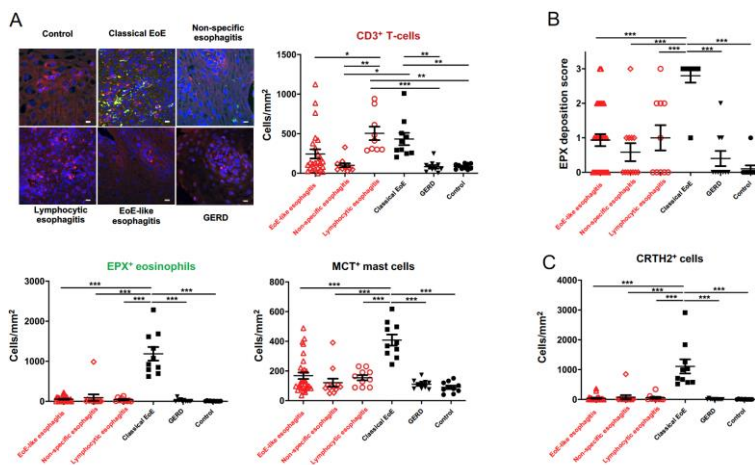 A
Control
Classical EoE
Non-specific
esophagitis
Lymphocytic
esophagitis
EoE-like
esophagitis
GERD
CD3⁺ T-cells
* **
** **
* **
***
1500
1000
500
0
Cells/mm²
EoE-like esophagitis
Non-specific esophagitis
Lymphocytic esophagitis
Classical EoE
GERD
Control
B
*** ***
*** ***
***
3
2
1
0
EPX deposition score
EoE-like esophagitis
Non-specific esophagitis
Lymphocytic esophagitis
Classical EoE
GERD
Control
EPX⁺ eosinophils
*** ***
*** ***
***
3000
2000
1000
0
Cells/mm²
EoE-like esophagitis
Non-specific esophagitis
Lymphocytic esophagitis
Classical EoE
GERD
Control
MCT⁺ mast cells
*** ***
*** ***
***
800
600
400
200
0
Cells/mm²
EoE-like esophagitis
Non-specific esophagitis
Lymphocytic esophagitis
Classical EoE
GERD
Control
C
CRTH2⁺ cells
*** ***
*** ***
***
4000
3000
2000
1000
0
Cells/mm²
EoE-like esophagitis
Non-specific esophagitis
Lymphocytic esophagitis
Classical EoE
GERD
Control